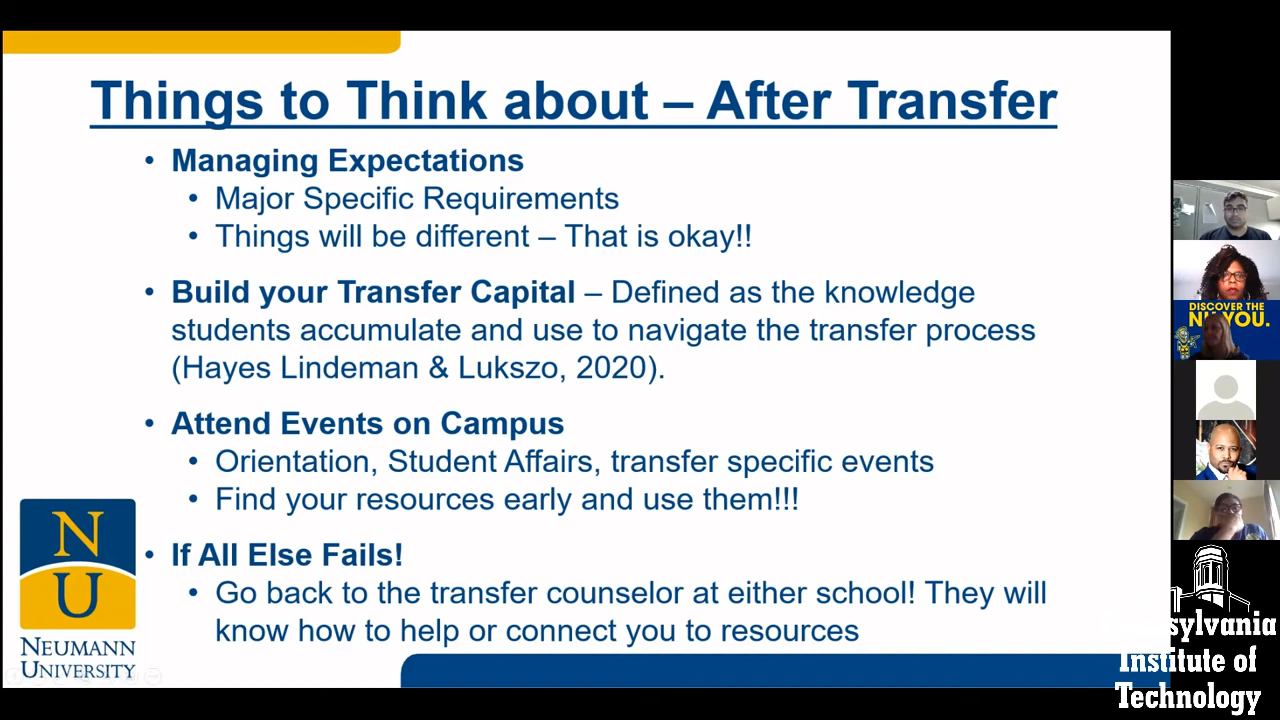 Things to Think about – After Transfer
• Managing Expectations
• Major Specific Requirements
• Things will be different – That is okay!!
• Build your Transfer Capital – Defined as the knowledge
students accumulate and use to navigate the transfer process
(Hayes Lindeman & Lukszo, 2020).
• Attend Events on Campus
• Orientation, Student Affairs, transfer specific events
• Find your resources early and use them!!!
• If All Else Fails!
• Go back to the transfer counselor at either school! They will
know how to help or connect you to resources
N
U
NEUMANN
UNIVERSITY
DISCOVER THE
YOU.
Institute of
Technology